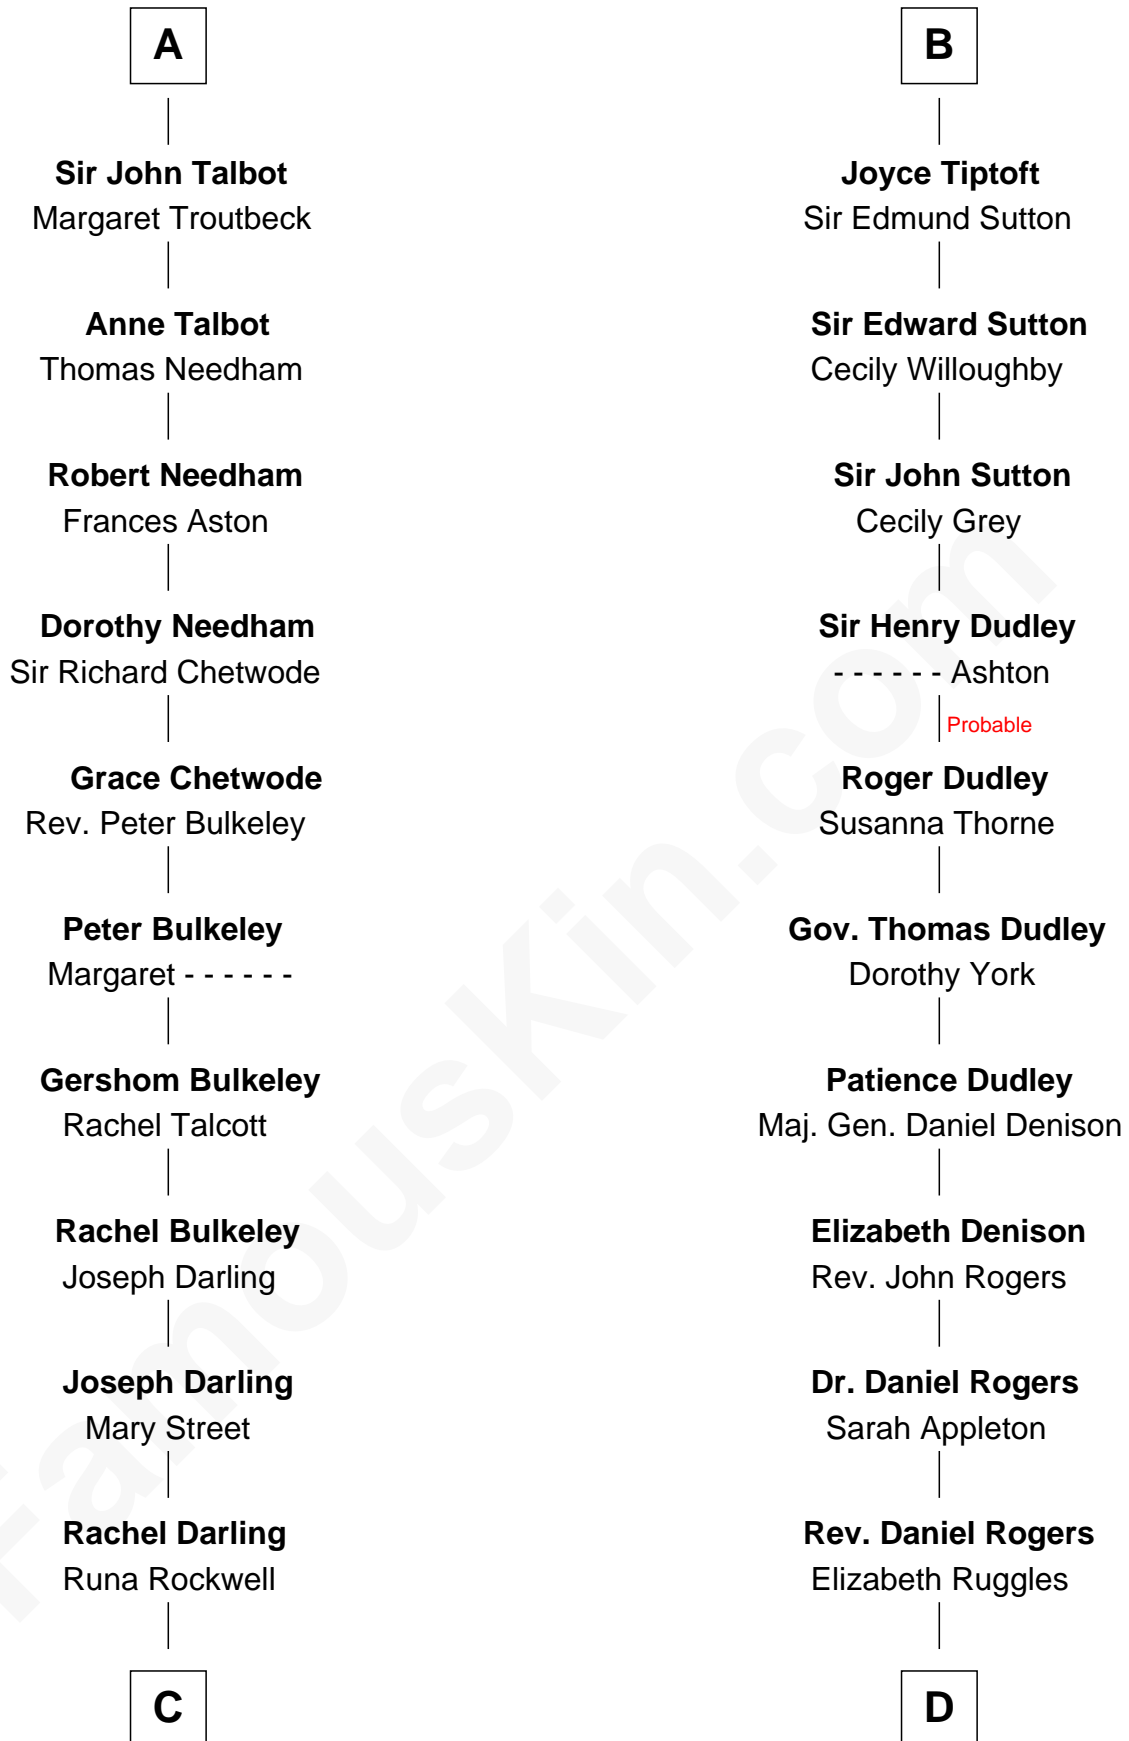 A
Sir John Talbot
Margaret Troutbeck
Anne Talbot
Thomas Needham
Robert Needham
Frances Aston
Dorothy Needham
Sir Richard Chetwode
Grace Chetwode
Rev. Peter Bulkeley
Peter Bulkeley
Margaret - - - - - -
Gershom Bulkeley
Rachel Talcott
Rachel Bulkeley
Joseph Darling
Joseph Darling
Mary Street
Rachel Darling
Runa Rockwell
C
B
Joyce Tiptoft
Sir Edmund Sutton
Sir Edward Sutton
Cecily Willoughby
Sir John Sutton
Cecily Grey
Sir Henry Dudley
- - - - - - Ashton
Probable
Roger Dudley
Susanna Thorne
Gov. Thomas Dudley
Dorothy York
Patience Dudley
Maj. Gen. Daniel Denison
Elizabeth Denison
Rev. John Rogers
Dr. Daniel Rogers
Sarah Appleton
Rev. Daniel Rogers
Elizabeth Ruggles
D
FamousKin.com